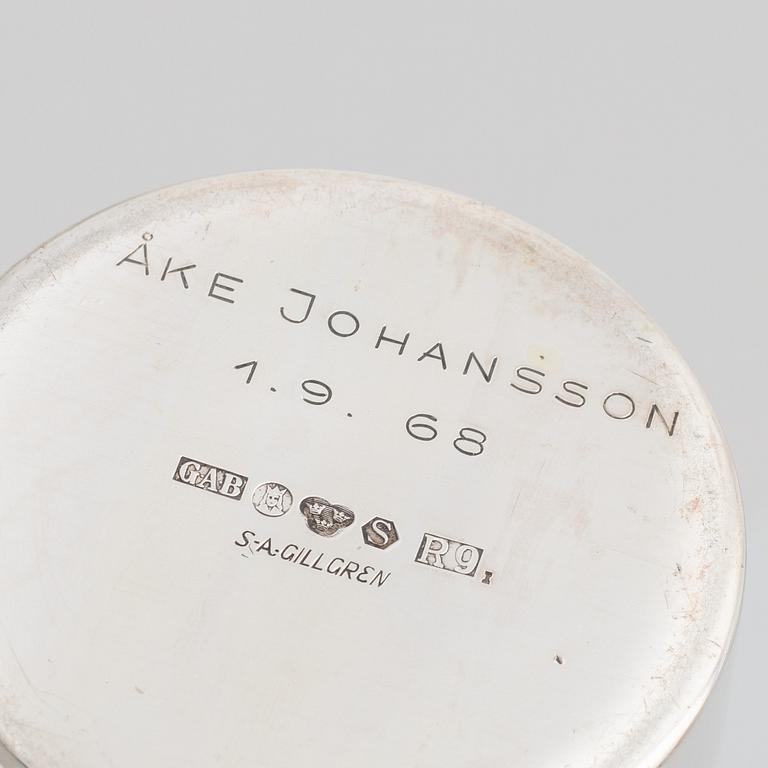 ÅKE JOHANSSON
1.9. 68
GAB S R9 I
S-A-GILLGREN